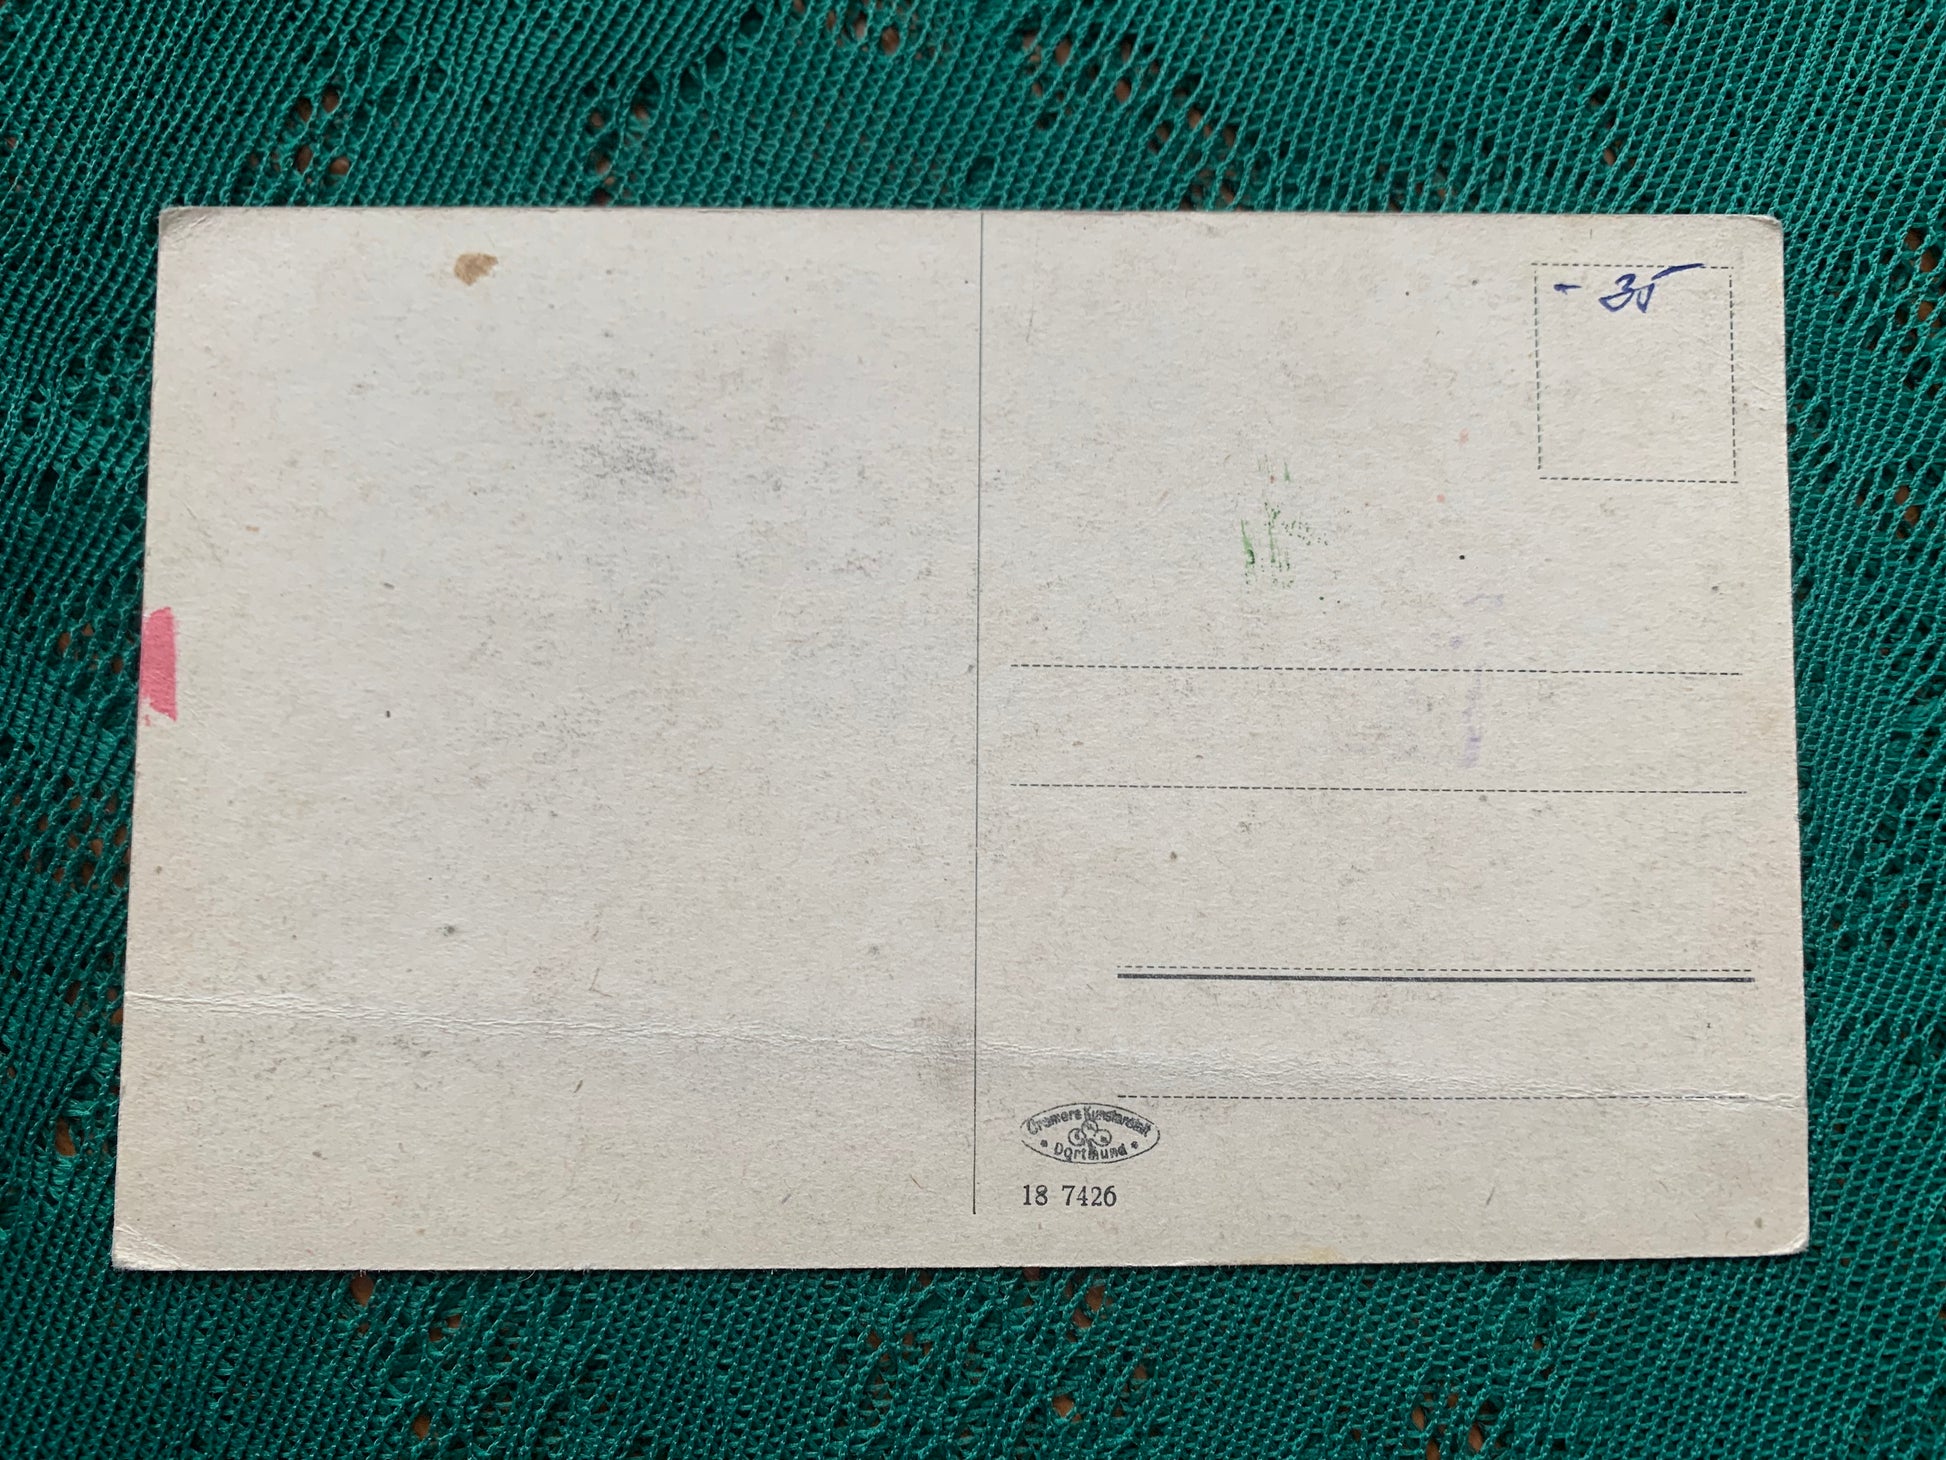 - 35
Cramers Kunstanstalt
• Dortmund •
18 7426